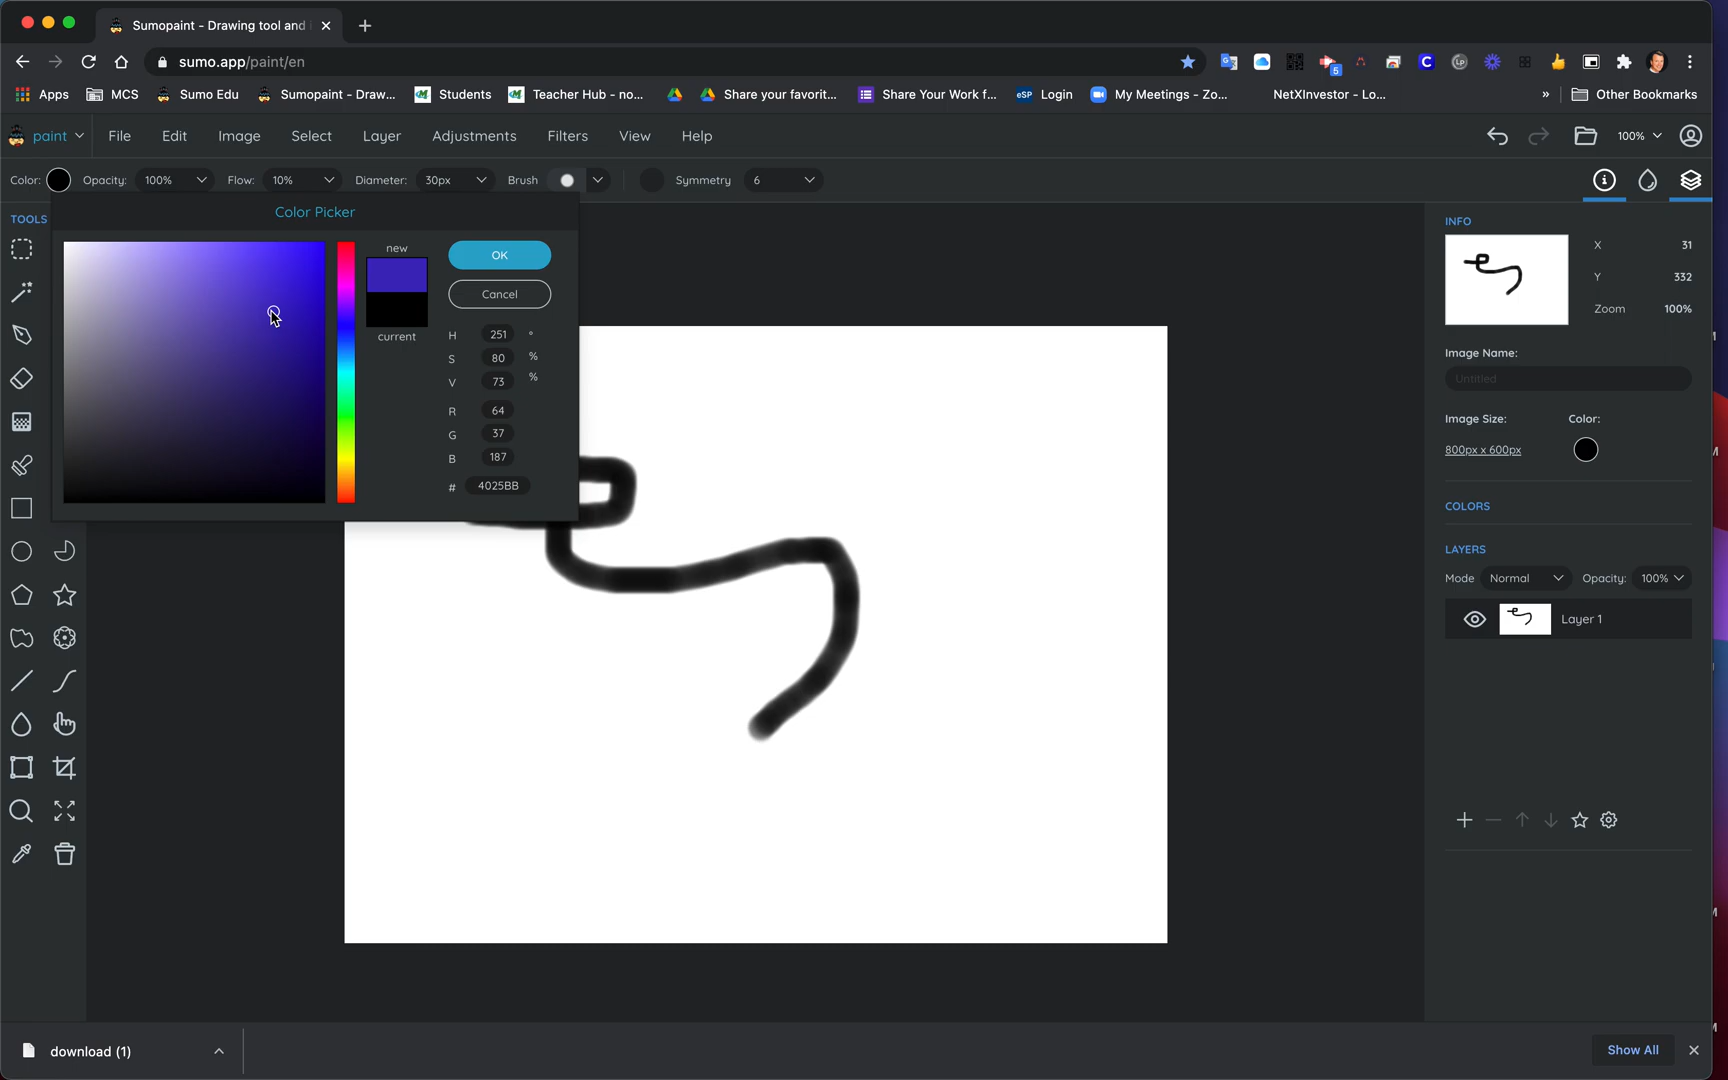 Sumopaint - Drawing tool and
sumo.app/paint/en
5
Apps MCS Sumo Edu Sumopaint - Draw... Students Teacher Hub - no... Share your favorit... Share Your Work f... eSP Login My Meetings - Zo... NetXInvestor - Lo... » Other Bookmarks
paint File Edit Image Select Layer Adjustments Filters View Help 100%
Color: Opacity: 100% Flow: 10% Diameter: 30px Brush Symmetry 6
TOOLS
Color Picker
new
OK
Cancel
current
H 251 °
S 80 %
V 73 %
R 64
G 37
B 187
# 4025BB
INFO
X 31
Y 332
Zoom 100%
Image Name:
Untitled
Image Size: Color:
800px x 600px
COLORS
LAYERS
Mode Normal Opacity: 100%
Layer 1
download (1)
Show All